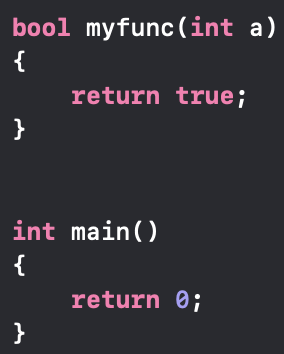 bool myfunc(int a)
{
    return true;
}
int main()
{
    return 0;
}